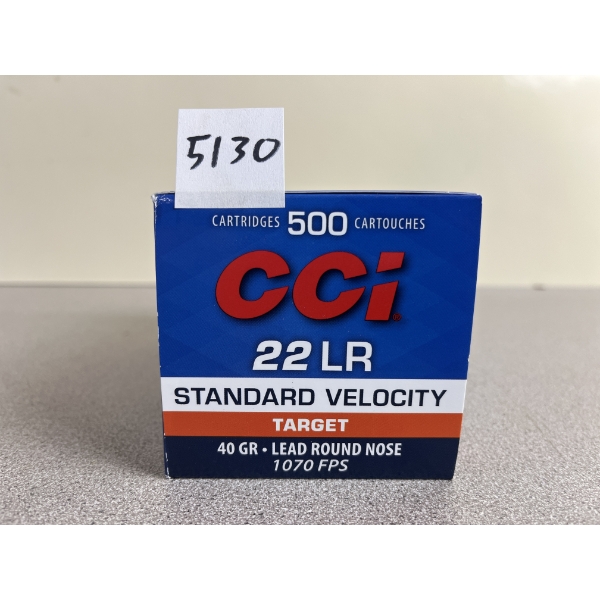 5130
CARTRIDGES 500 CARTOUCHES
CCi
22 LR
STANDARD VELOCITY
TARGET
40 GR • LEAD ROUND NOSE
1070 FPS